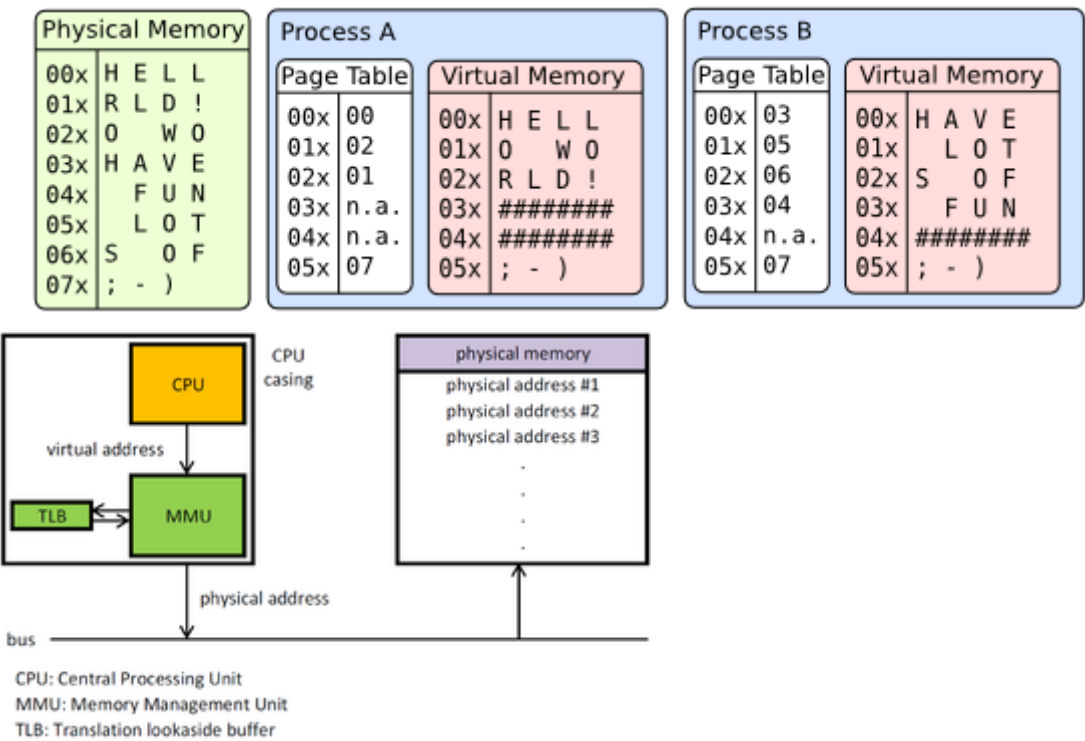 Physical Memory
00x H E L L
01x R L D !
02x O   W O
03x H A V E
04x   F U N
05x   L O T
06x S   O F
07x ; - )
Process A
Page Table
00x 00
01x 02
02x 01
03x n.a.
04x n.a.
05x 07
Virtual Memory
00x H E L L
01x O   W O
02x R L D !
03x ########
04x ########
05x ; - )
Process B
Page Table
00x 03
01x 05
02x 06
03x 04
04x n.a.
05x 07
Virtual Memory
00x H A V E
01x   L O T
02x S   O F
03x   F U N
04x ########
05x ; - )
CPU
CPU
casing
virtual address
TLB
MMU
physical address
bus
physical memory
physical address #1
physical address #2
physical address #3
.
.
.
.
CPU: Central Processing Unit
MMU: Memory Management Unit
TLB: Translation lookaside buffer